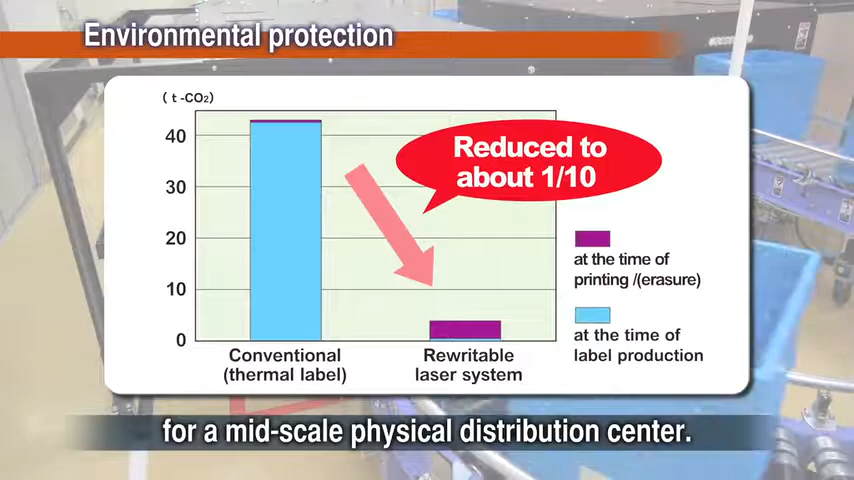 Environmental protection
( t -CO₂)
40
30
20
10
0
Reduced to
about 1/10
at the time of
printing /(erasure)
at the time of
label production
Conventional
(thermal label)
Rewritable
laser system
for a mid-scale physical distribution center.